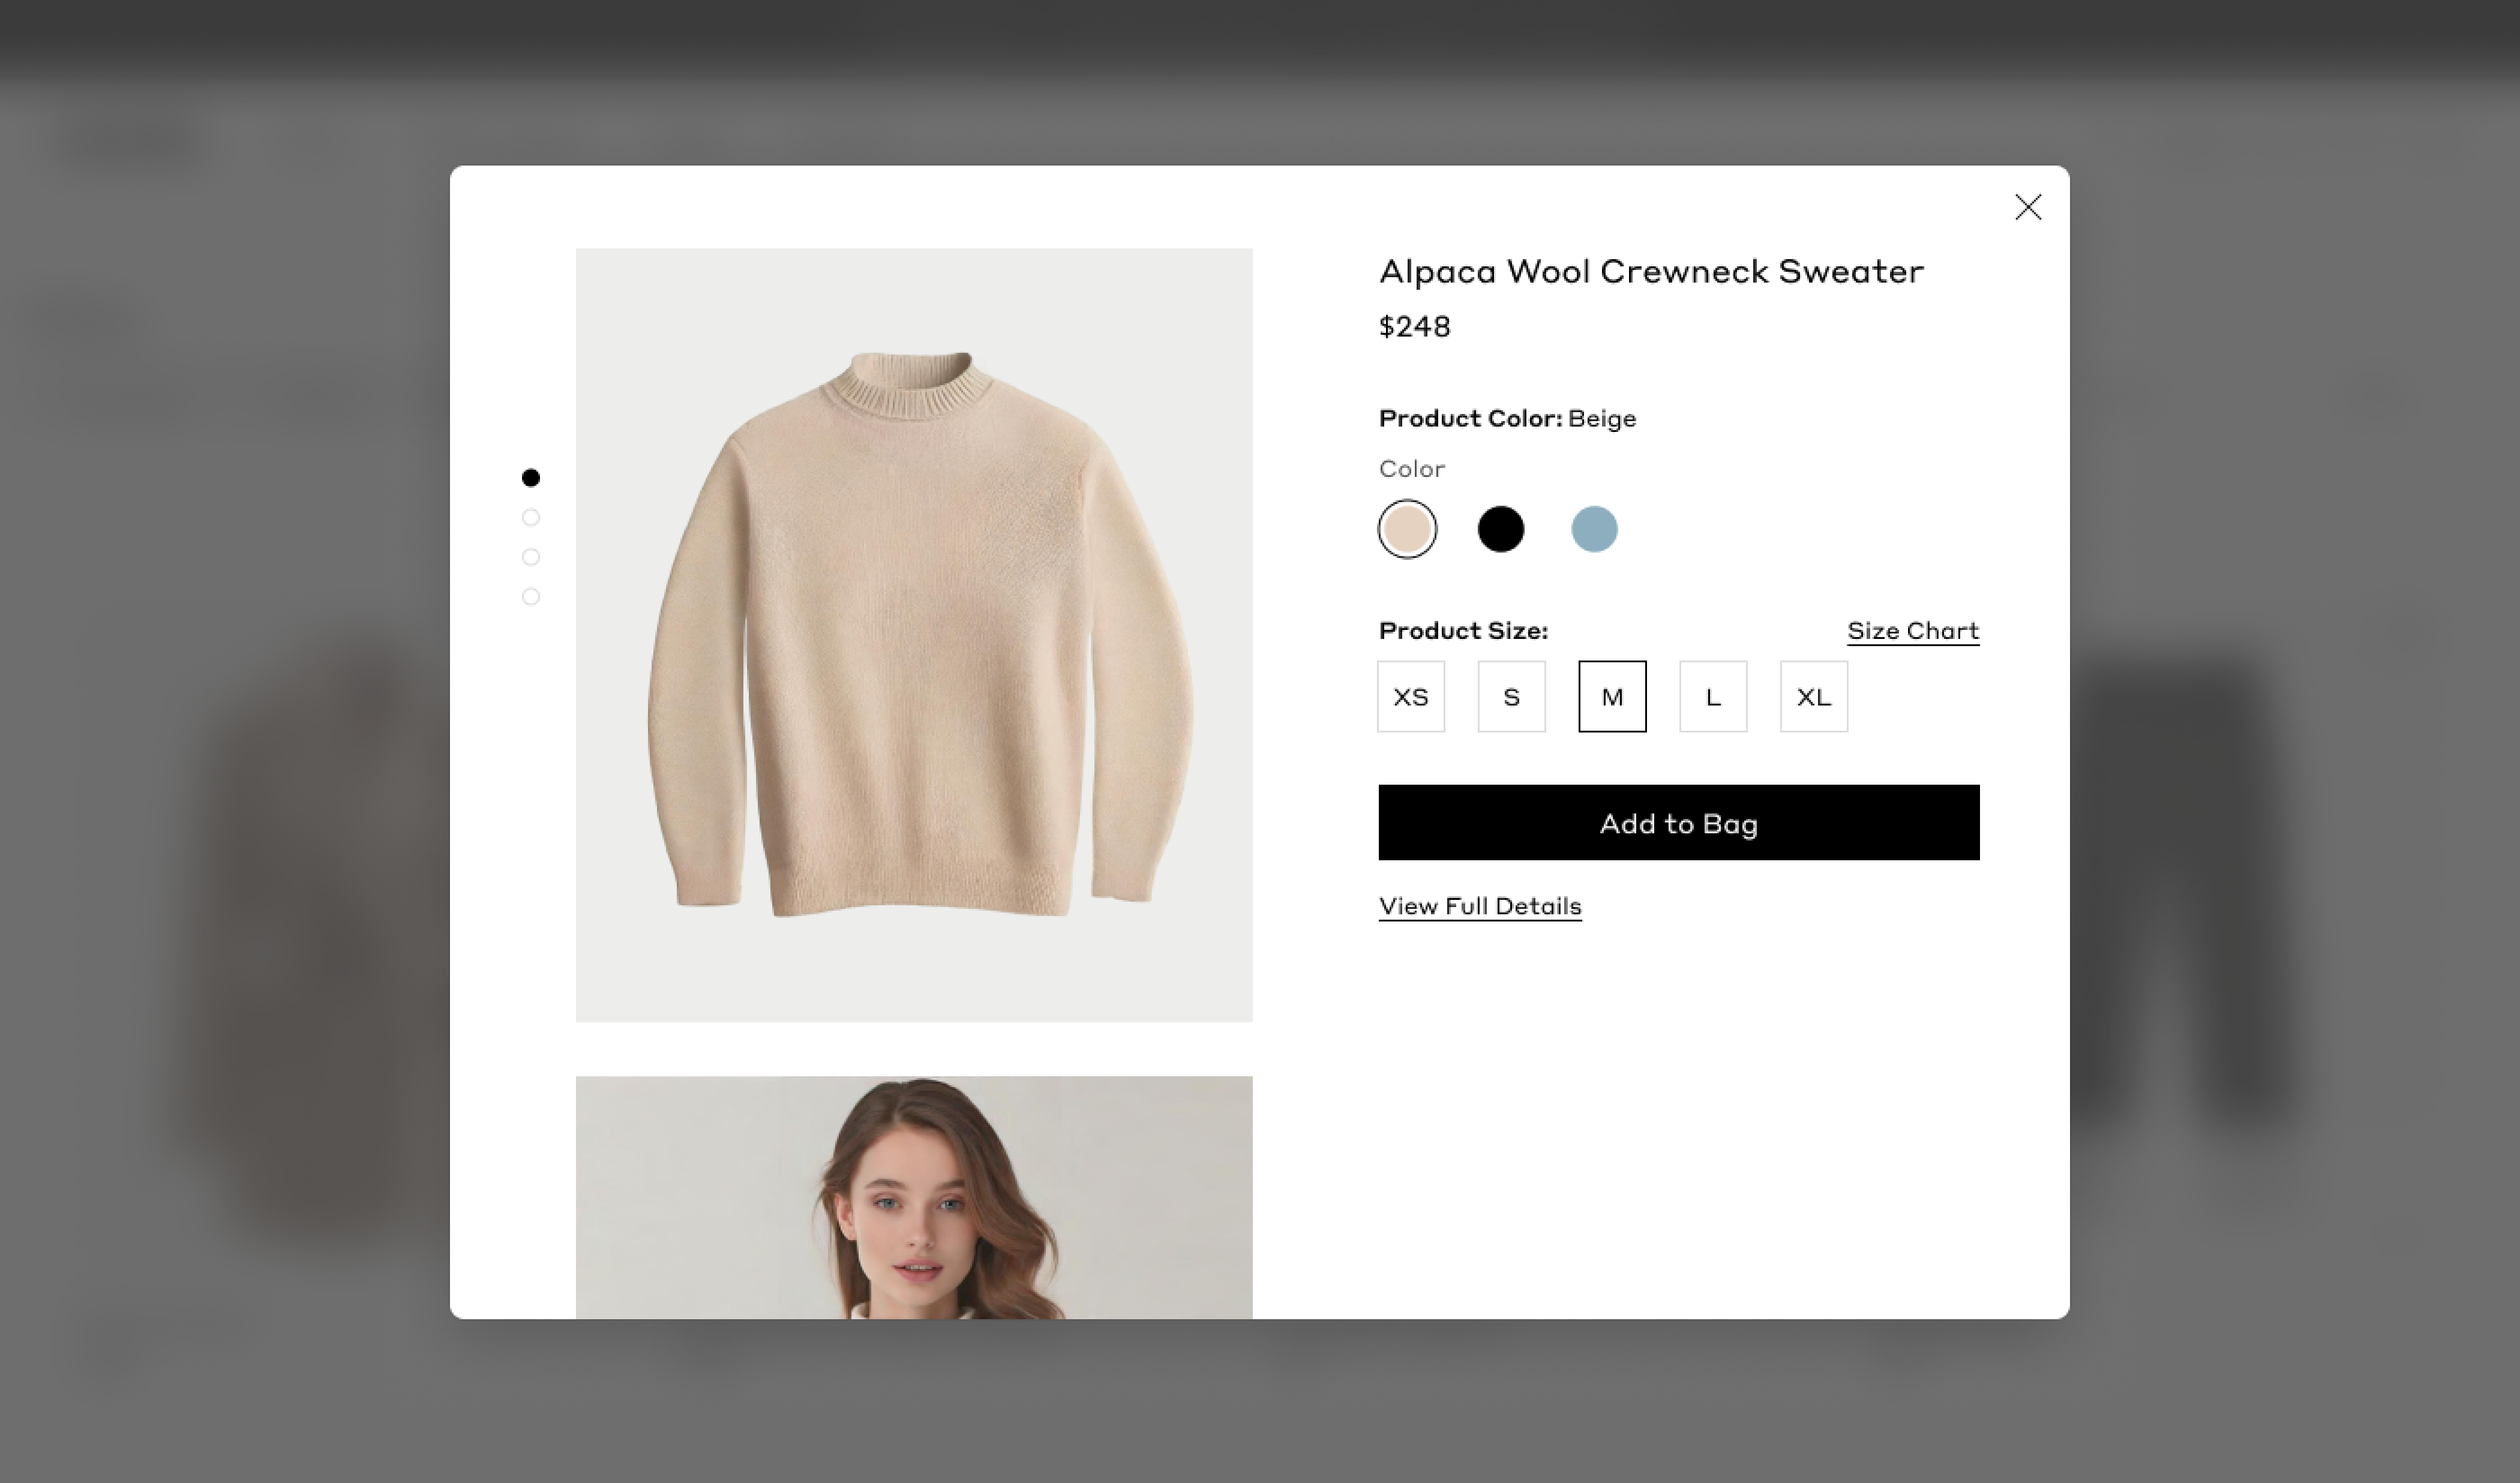 Alpaca Wool Crewneck Sweater
$248
Product Color: Beige
Color
Product Size: Size Chart
XS S M L XL
Add to Bag
View Full Details